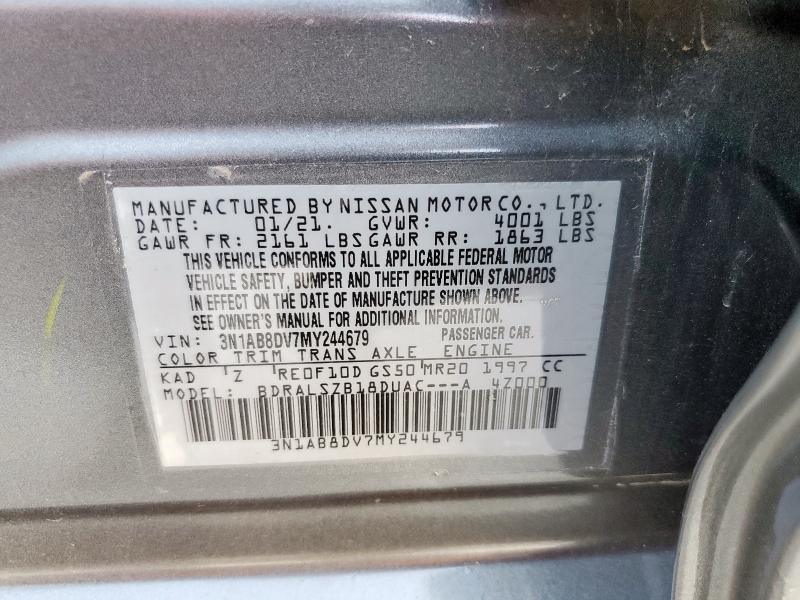 MANUFACTURED BY NISSAN MOTOR CO., LTD.
DATE: 01/21. GVWR: 4001 LBS
GAWR FR: 2161 LBS GAWR RR: 1863 LBS
THIS VEHICLE CONFORMS TO ALL APPLICABLE FEDERAL MOTOR
VEHICLE SAFETY, BUMPER AND THEFT PREVENTION STANDARDS
IN EFFECT ON THE DATE OF MANUFACTURE SHOWN ABOVE.
SEE OWNER'S MANUAL FOR ADDITIONAL INFORMATION.
VIN: 3N1AB8DV7MY244679 PASSENGER CAR.
COLOR TRIM TRANS AXLE ENGINE
KAD Z RE0F10D GS50 MR20 1997 CC
MODEL: BDRALSZB18DUAC---A 4Z000
3N1AB8DV7MY244679